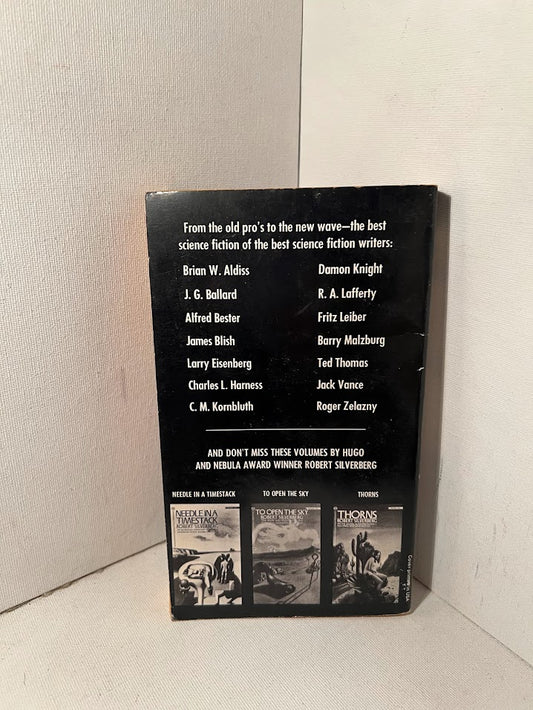 From the old pro's to the new wave—the best
science fiction of the best science fiction writers:
Brian W. Aldiss
J. G. Ballard
Alfred Bester
James Blish
Larry Eisenberg
Charles L. Harness
C. M. Kornbluth
Damon Knight
R. A. Lafferty
Fritz Leiber
Barry Malzburg
Ted Thomas
Jack Vance
Roger Zelazny
AND DON'T MISS THESE VOLUMES BY HUGO
AND NEBULA AWARD WINNER ROBERT SILVERBERG
NEEDLE IN A TIMESTACK
TO OPEN THE SKY
THORNS
NEEDLE IN A
TIMESTACK
ROBERT SILVERBERG
TO OPEN THE SKY
ROBERT SILVERBERG
THORNS
ROBERT SILVERBERG